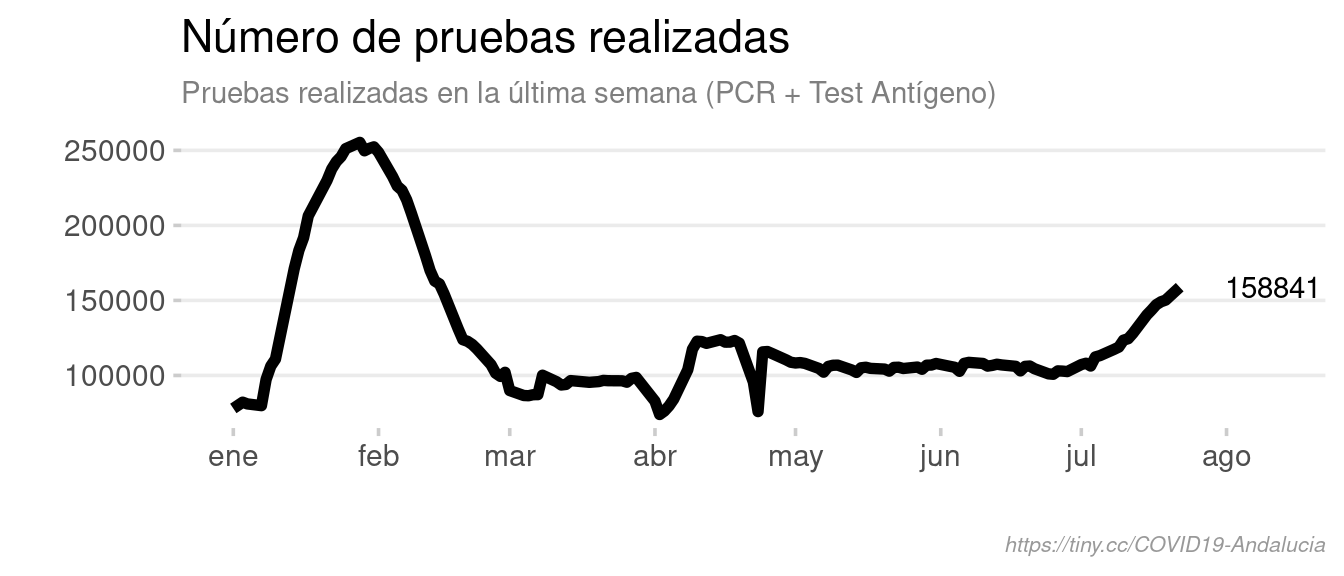 Número de pruebas realizadas
Pruebas realizadas en la última semana (PCR + Test Antígeno)
250000
200000
150000
158841
100000
ene feb mar abr may jun jul ago
https://tiny.cc/COVID19-Andalucia